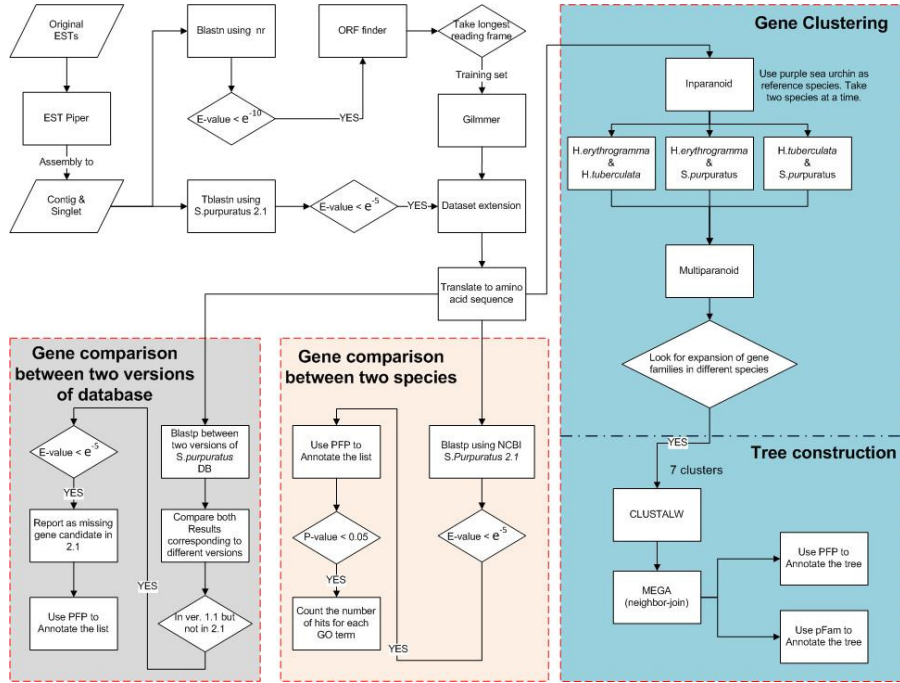 Original
ESTs
EST Piper
Assembly to
Contig &
Singlet
Blastn using nr
E-value < e-10
YES
ORF finder
Take longest
reading frame
Training set
Gilmmer
Tblastn using
S.purpuratus 2.1
E-value < e-5
YES
Dataset extension
Translate to amino
acid sequence
Gene Clustering
Inparanoid
Use purple sea urchin as
reference species. Take
two species at a time.
H.erythrogramma
&
H.tuberculata
H.erythrogramma
&
S.purpuratus
H.tuberculata
&
S.purpuratus
Multiparanoid
Look for expansion of gene
families in different species
YES
7 clusters
Tree construction
CLUSTALW
MEGA
(neighbor-join)
Use PFP to
Annotate the tree
Use pFam to
Annotate the tree
Gene comparison
between two versions
of database
E-value < e-5
YES
Report as missing
gene candidate in
2.1
Use PFP to
Annotate the list
Blastp between
two versions of
S.purpuratus
DB
Compare both
Results
corresponding to
different versions
YES
In ver. 1.1 but
not in 2.1
Gene comparison
between two species
Use PFP to
Annotate the list
P-value < 0.05
YES
Count the number
of hits for each
GO term
Blastp using NCBI
S.Purpuratus 2.1
E-value < e-5
YES